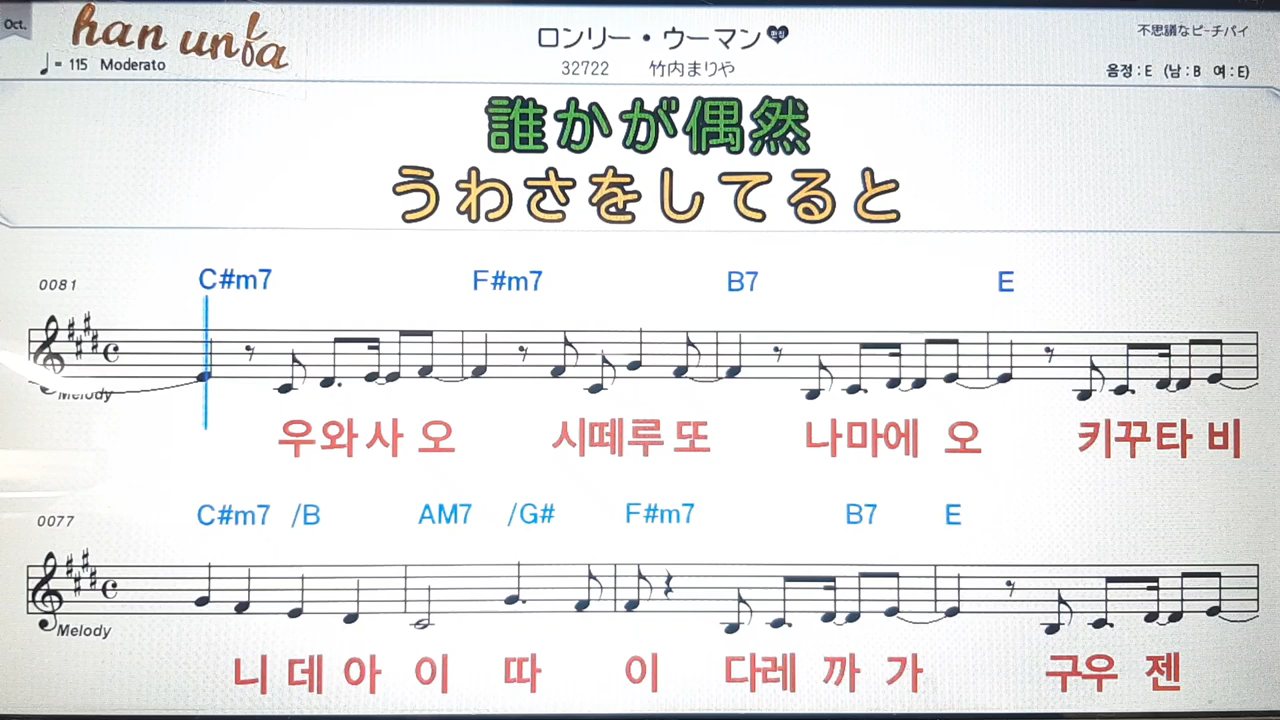 Oct.
han unba
♩= 115 Moderato
ロンリー・ウーマン
32722 竹内まりや
不思議なピーチパイ
음정:E (남:B 여:E)
誰かが偶然
うわさをしてると
0081
C#m7 F#m7 B7 E
Melody
우와사 오 시떼루 또 나마에 오 키꾸타 비
0077
C#m7 /B AM7 /G# F#m7 B7 E
Melody
니 데 아 이 따 이 다레 까 가 구우 젠